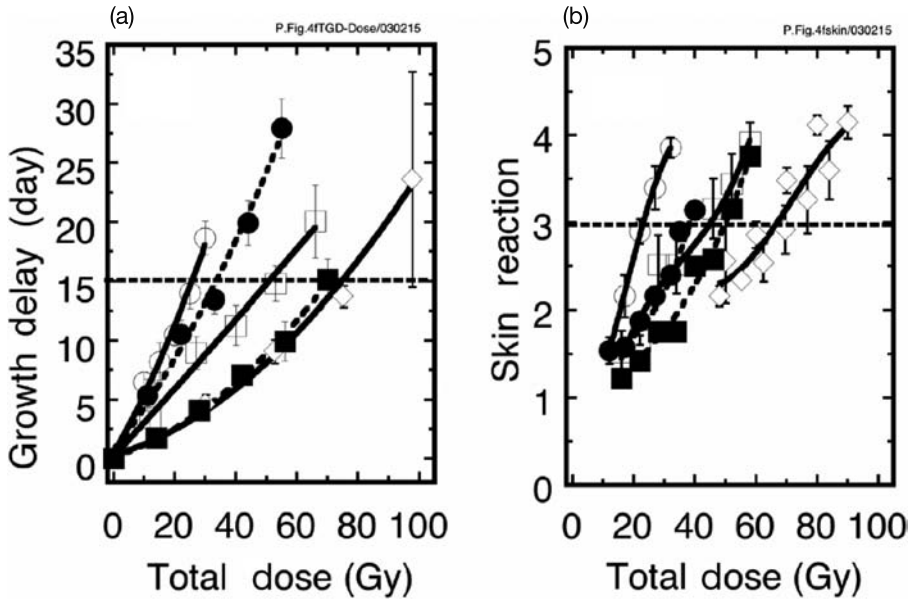 (a)
P.Fig.4fTGD-Dose/030215
35
30
25
20
15
10
5
0
Growth delay (day)
0 20 40 60 80 100
Total dose (Gy)
(b)
P.Fig.4fskin/030215
5
4
3
2
1
0
Skin reaction
0 20 40 60 80 100
Total dose (Gy)